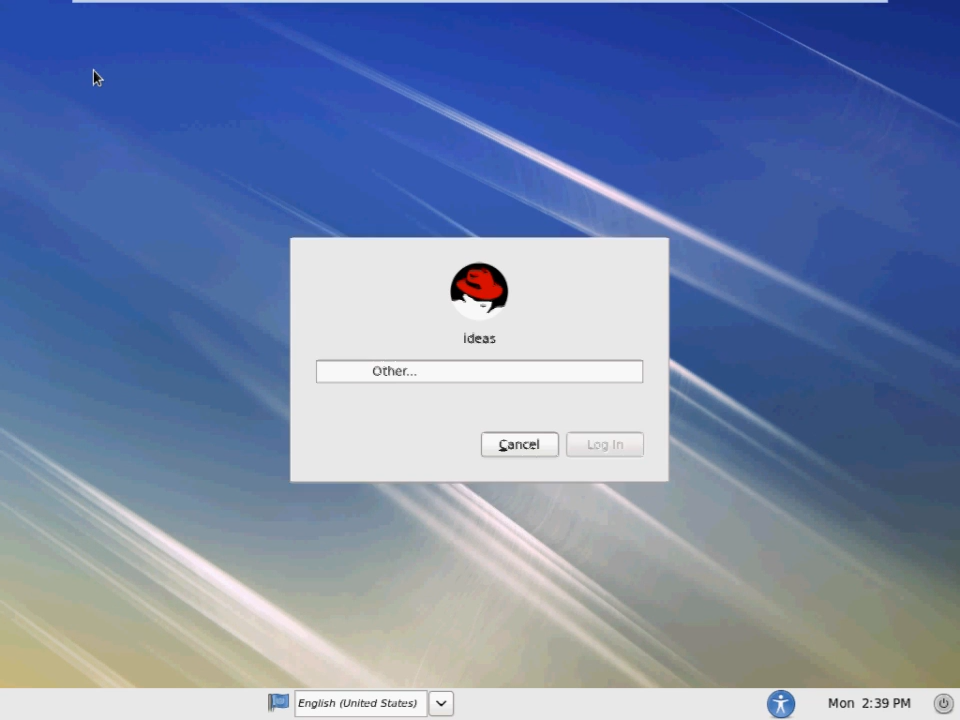 ideas
Other...
Cancel
Log In
English (United States)
Mon 2:39 PM